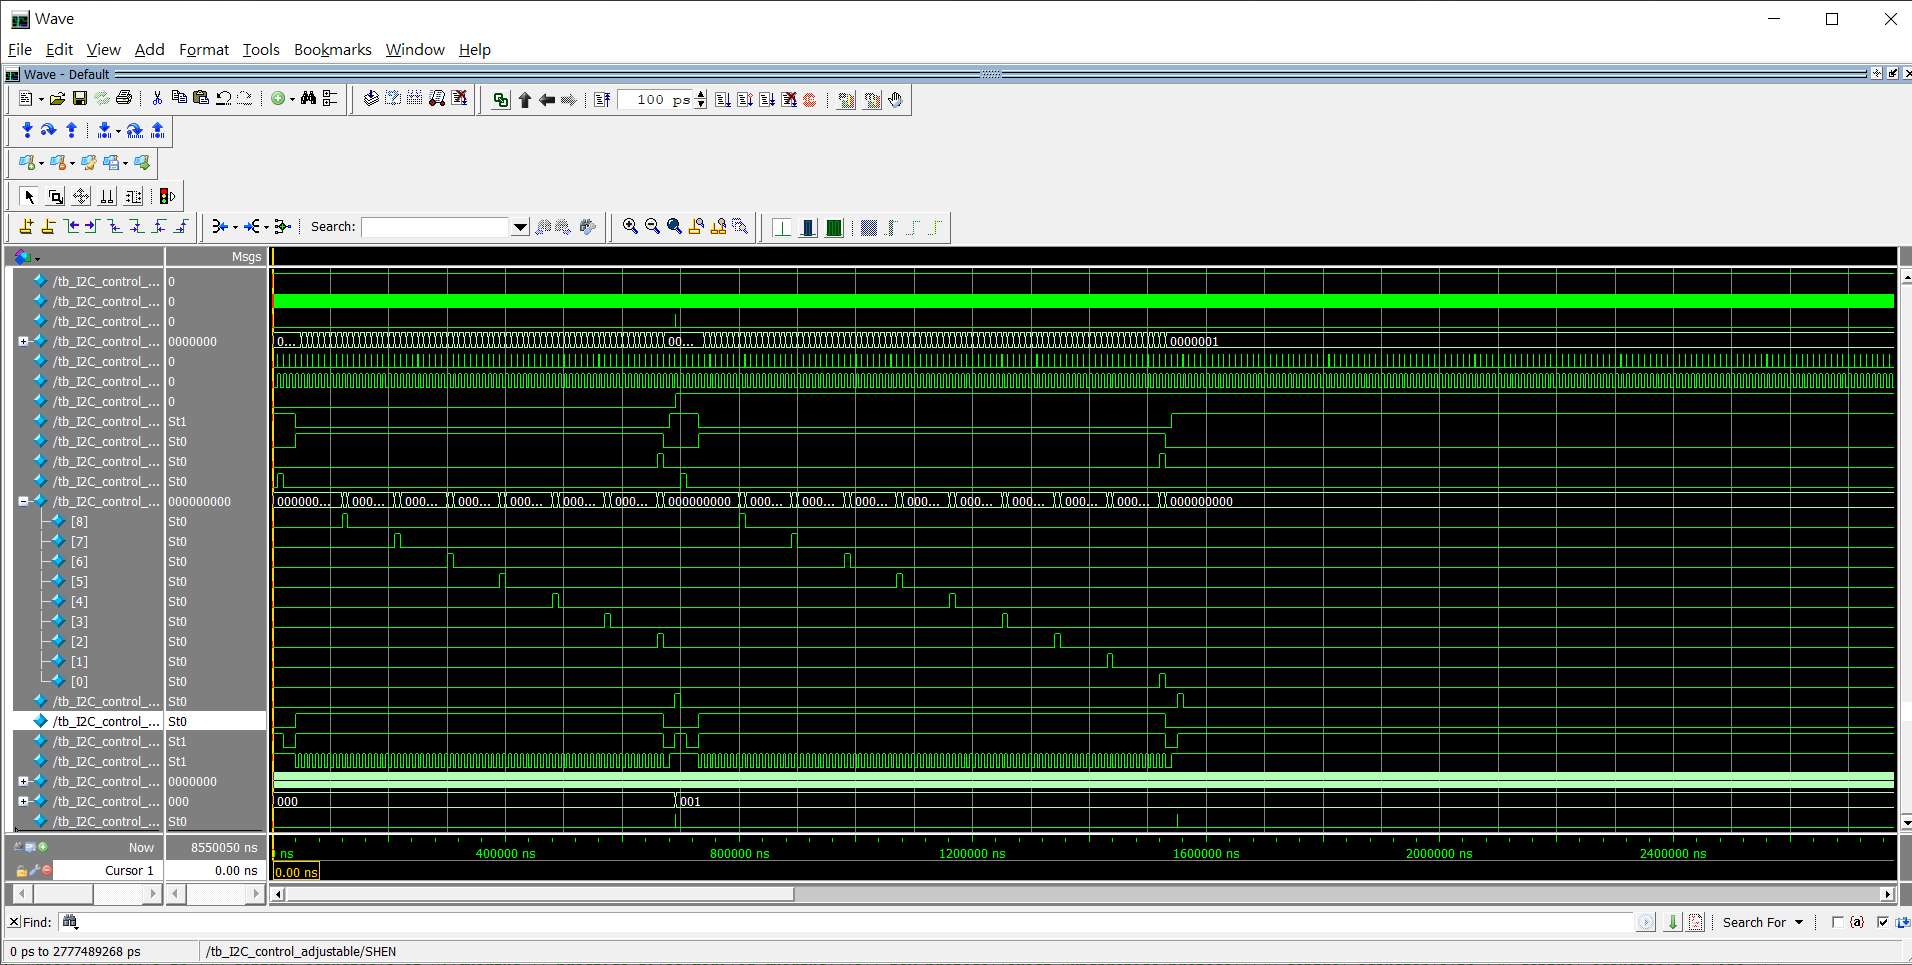 Wave
File Edit View Add Format Tools Bookmarks Window Help
Wave - Default
100 ps
Search:
Msgs
/tb_I2C_control_... 0
/tb_I2C_control_... 0
/tb_I2C_control_... 0
/tb_I2C_control_... 0000000 0... 00... 0000001
/tb_I2C_control_... 0
/tb_I2C_control_... 0
/tb_I2C_control_... 0
/tb_I2C_control_... St1
/tb_I2C_control_... St0
/tb_I2C_control_... St0
/tb_I2C_control_... St0
/tb_I2C_control_... 000000000 000000... 000... 000... 000... 000... 000... 000... 000000000 000... 000... 000... 000... 000... 000... 000... 000... 000000000
[8] St0
[7] St0
[6] St0
[5] St0
[4] St0
[3] St0
[2] St0
[1] St0
[0] St0
/tb_I2C_control_... St0
/tb_I2C_control_... St0
/tb_I2C_control_... St1
/tb_I2C_control_... St1
/tb_I2C_control_... 0000000
/tb_I2C_control_... 000 000 001
/tb_I2C_control_... St0
Now 8550050 ns ns 400000 ns 800000 ns 1200000 ns 1600000 ns 2000000 ns 2400000 ns
Cursor 1 0.00 ns 0.00 ns
Find: Search For {a}
0 ps to 2777489268 ps /tb_I2C_control_adjustable/SHEN